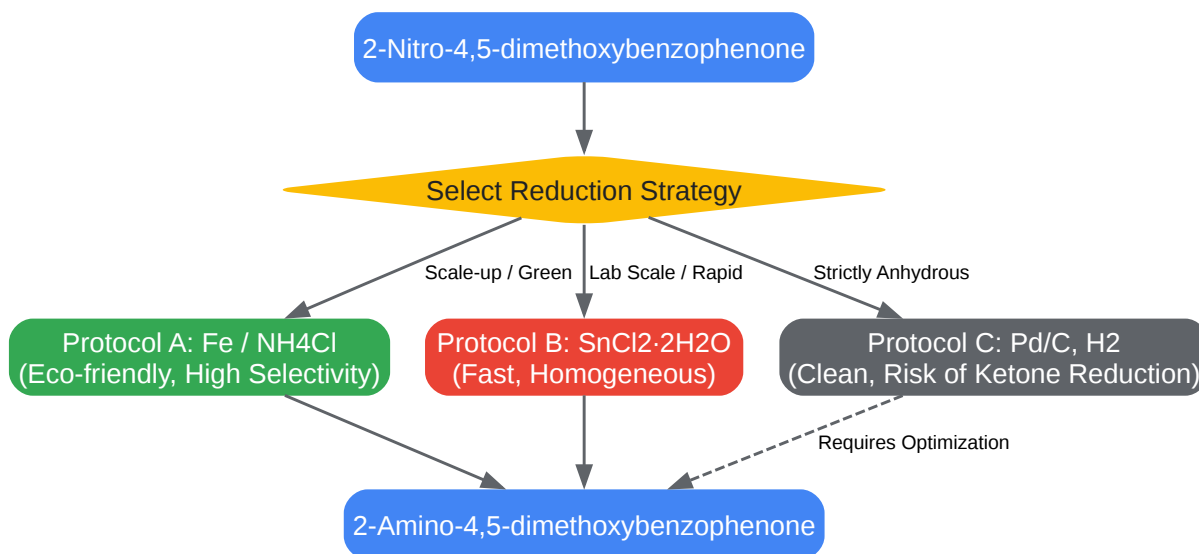 2-Nitro-4,5-dimethoxybenzophenone
Select Reduction Strategy
Scale-up / Green
Lab Scale / Rapid
Strictly Anhydrous
Protocol A: Fe / NH4Cl
(Eco-friendly, High Selectivity)
Protocol B: SnCl2·2H2O
(Fast, Homogeneous)
Protocol C: Pd/C, H2
(Clean, Risk of Ketone Reduction)
Requires Optimization
2-Amino-4,5-dimethoxybenzophenone